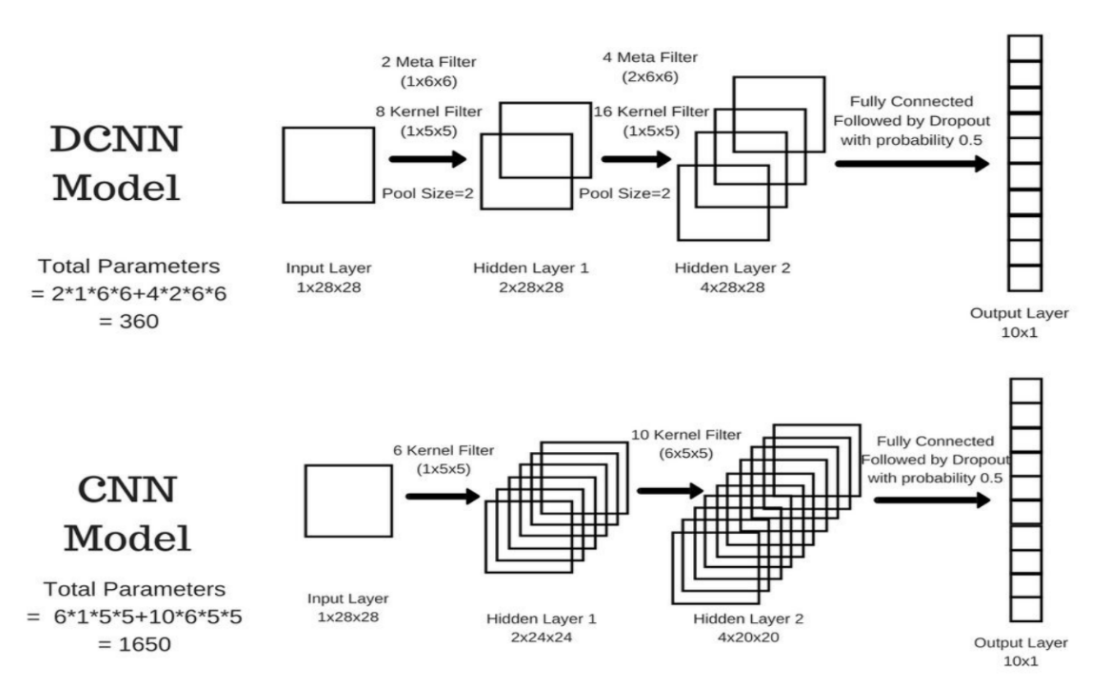 DCNN
Model
Total Parameters
= 2*1*6*6+4*2*6*6
= 360
2 Meta Filter
(1x6x6)
8 Kernel Filter
(1x5x5)
Pool Size=2
4 Meta Filter
(2x6x6)
16 Kernel Filter
(1x5x5)
Pool Size=2
Fully Connected
Followed by Dropout
with probability 0.5
Input Layer
1x28x28
Hidden Layer 1
2x28x28
Hidden Layer 2
4x28x28
Output Layer
10x1
CNN
Model
Total Parameters
= 6*1*5*5+10*6*5*5
= 1650
6 Kernel Filter
(1x5x5)
10 Kernel Filter
(6x5x5)
Fully Connected
Followed by Dropout
with probability 0.5
Input Layer
1x28x28
Hidden Layer 1
2x24x24
Hidden Layer 2
4x20x20
Output Layer
10x1